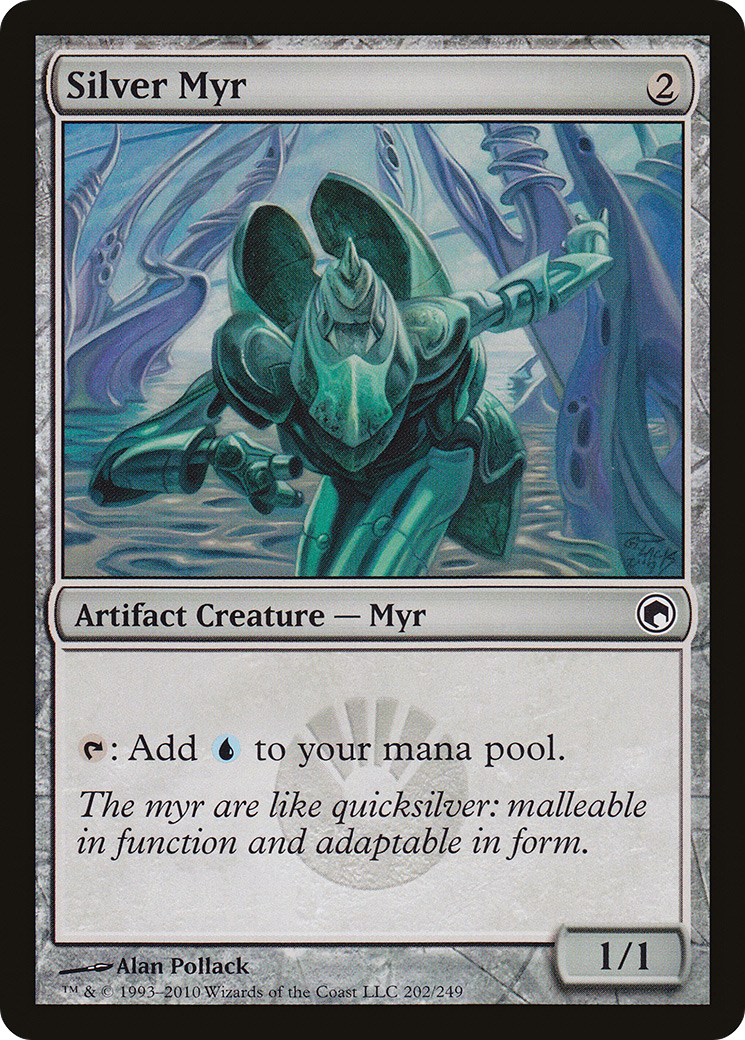 Silver Myr
2
Artifact Creature — Myr
: Add to your mana pool.
The myr are like quicksilver: malleable
in function and adaptable in form.
1/1
Alan Pollack
™ & © 1993–2010 Wizards of the Coast LLC 202/249